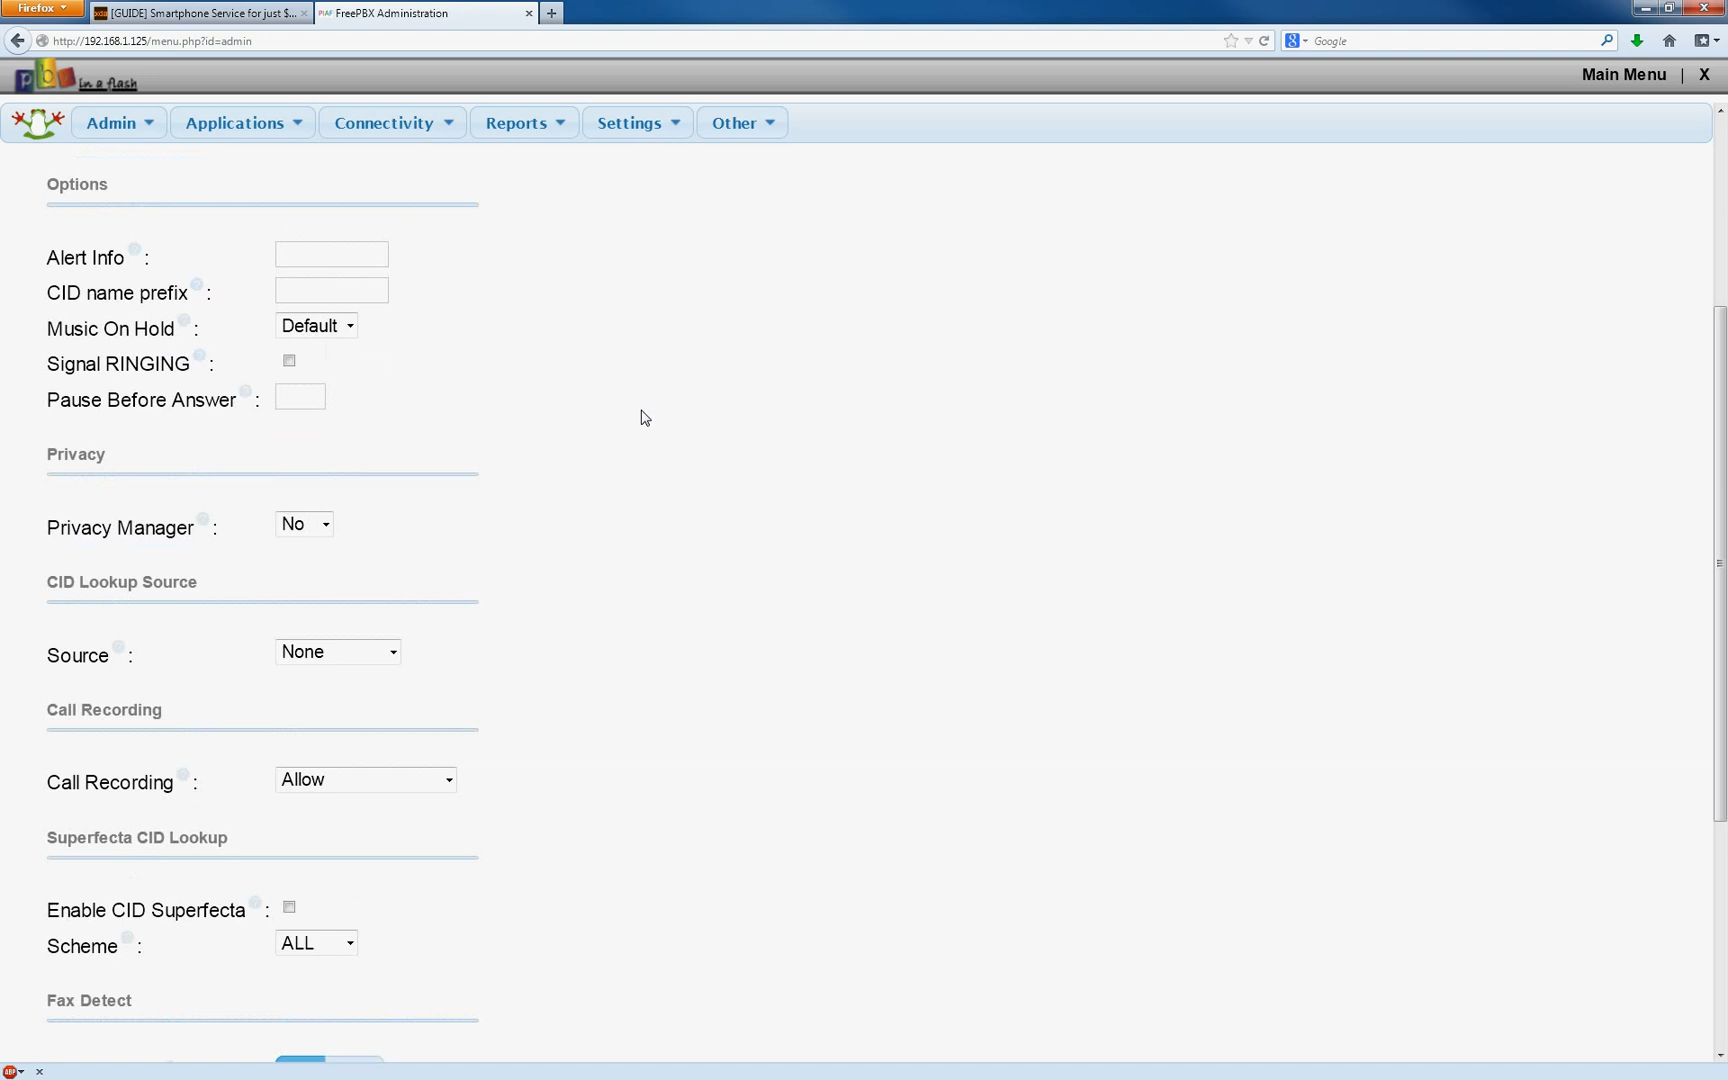 Firefox
[GUIDE] Smartphone Service for just $...
PIAF FreePBX Administration
http://192.168.1.125/menu.php?id=admin
Google
pbx in a flash
Main Menu | X
Admin
Applications
Connectivity
Reports
Settings
Other
Options
Alert Info :
CID name prefix :
Music On Hold : Default
Signal RINGING :
Pause Before Answer :
Privacy
Privacy Manager : No
CID Lookup Source
Source : None
Call Recording
Call Recording : Allow
Superfecta CID Lookup
Enable CID Superfecta :
Scheme : ALL
Fax Detect
ABP